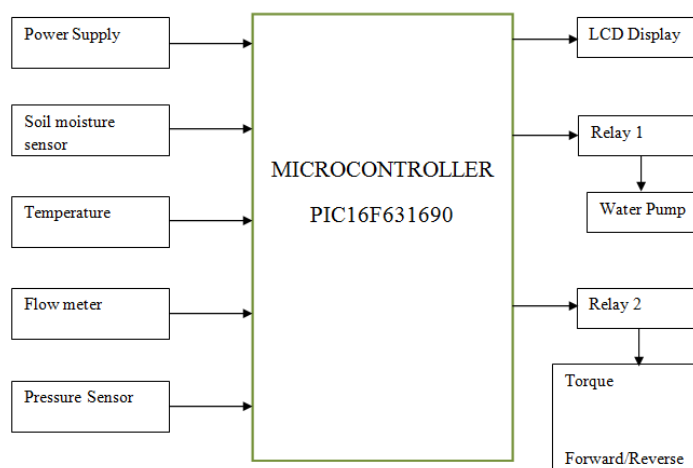 Power Supply
Soil moisture
sensor
Temperature
Flow meter
Pressure Sensor
MICROCONTROLLER
PIC16F631690
LCD Display
Relay 1
Water Pump
Relay 2
Torque
Forward/Reverse